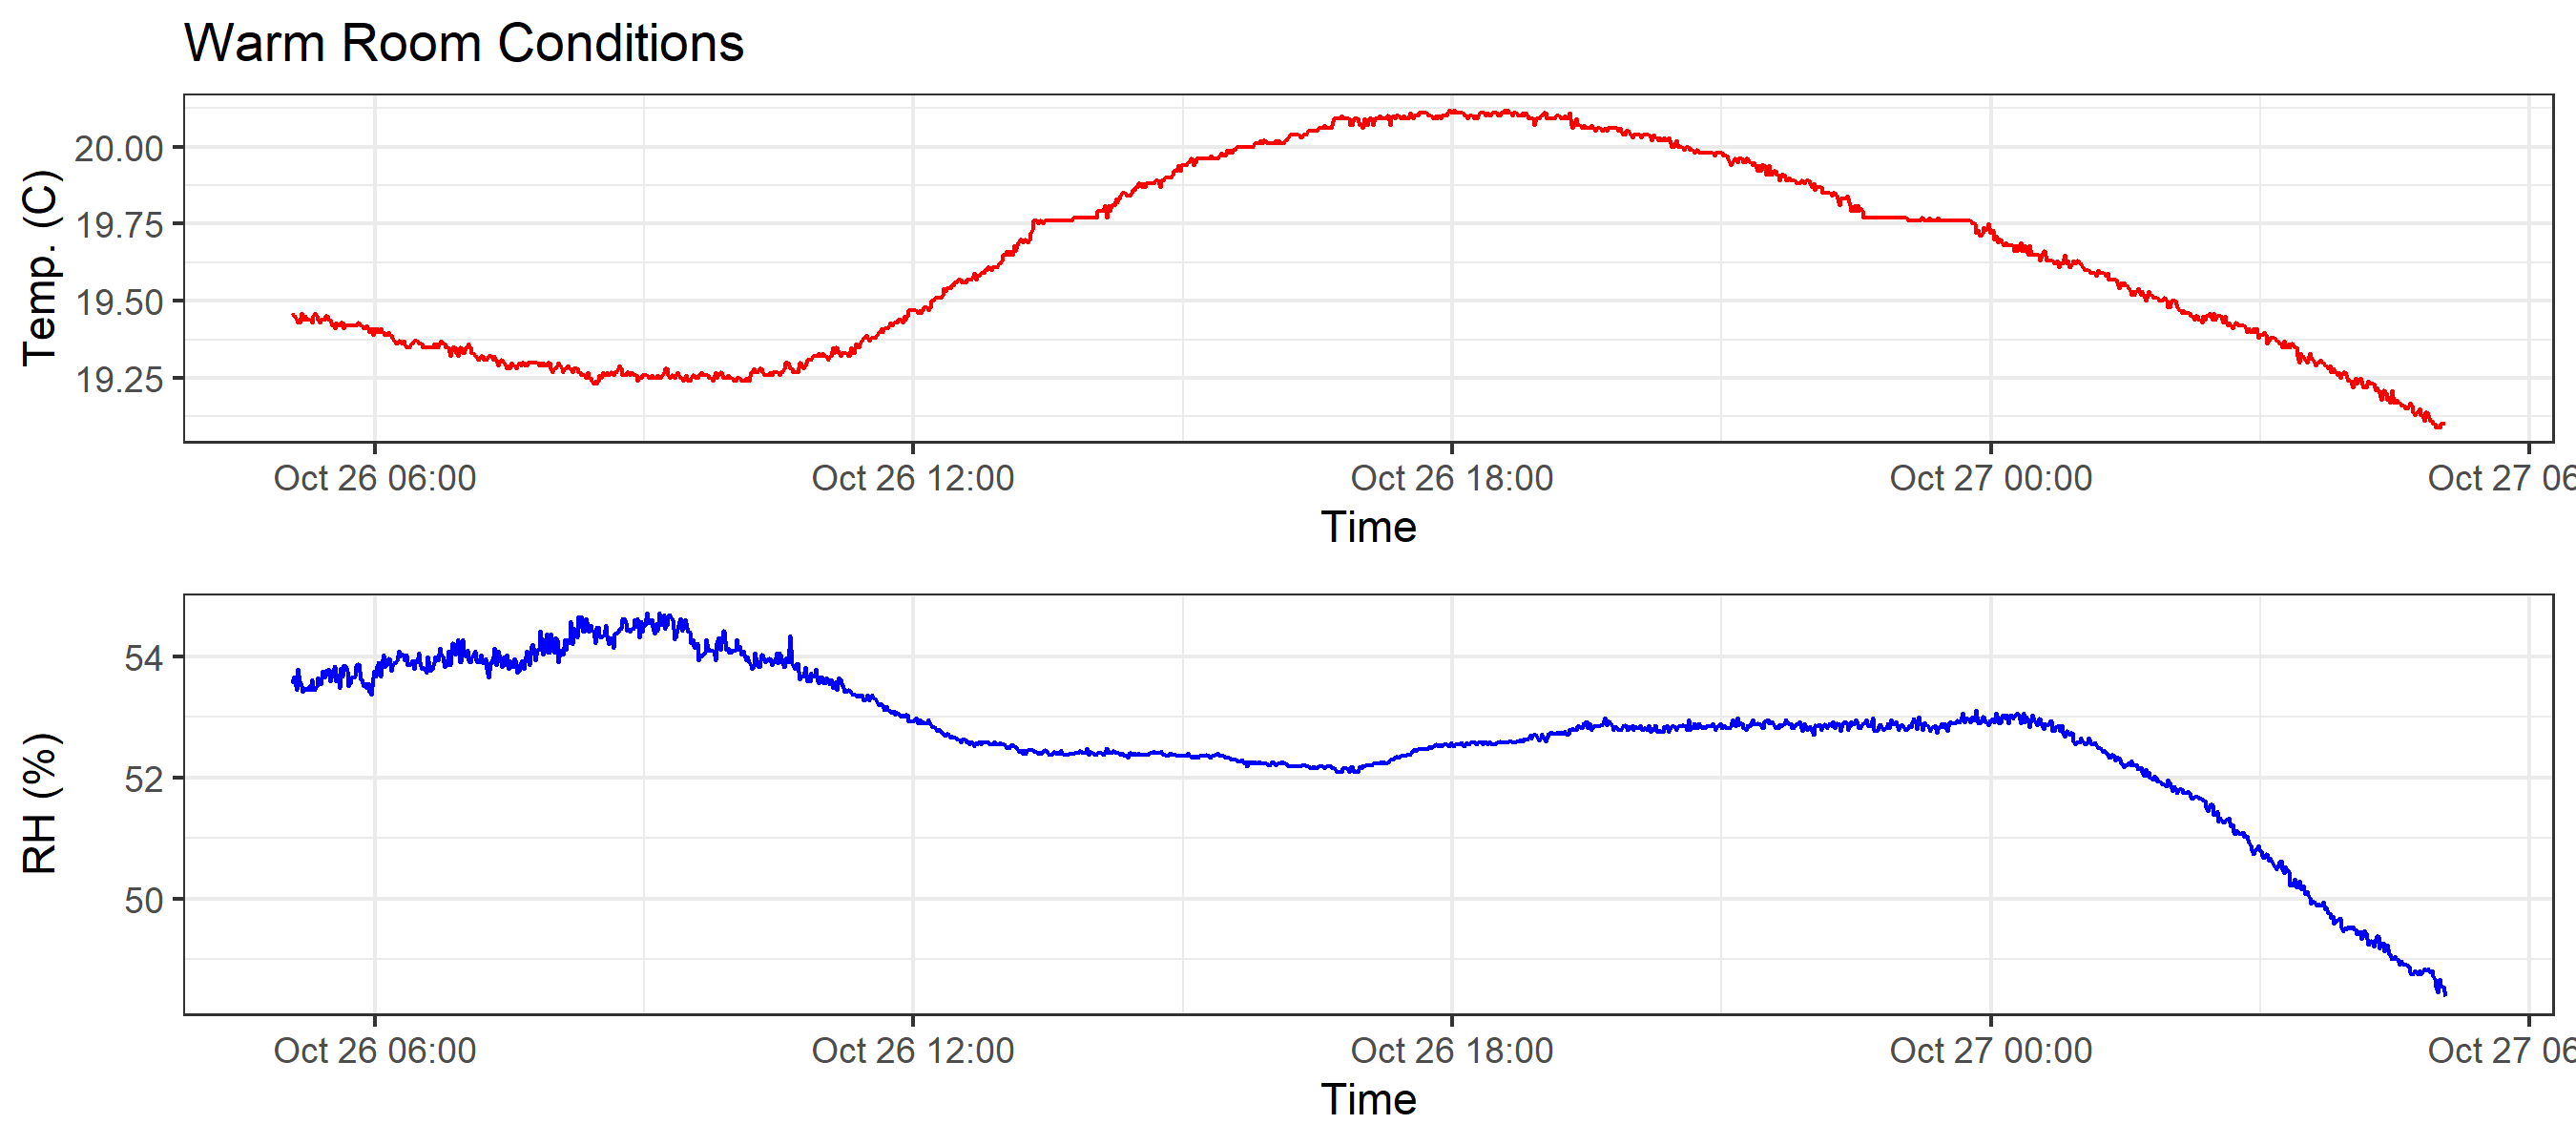 Warm Room Conditions
Temp. (C)
20.00
19.75
19.50
19.25
Oct 26 06:00 Oct 26 12:00 Oct 26 18:00 Oct 27 00:00 Oct 27 06
Time
RH (%)
54
52
50
Oct 26 06:00 Oct 26 12:00 Oct 26 18:00 Oct 27 00:00 Oct 27 06
Time